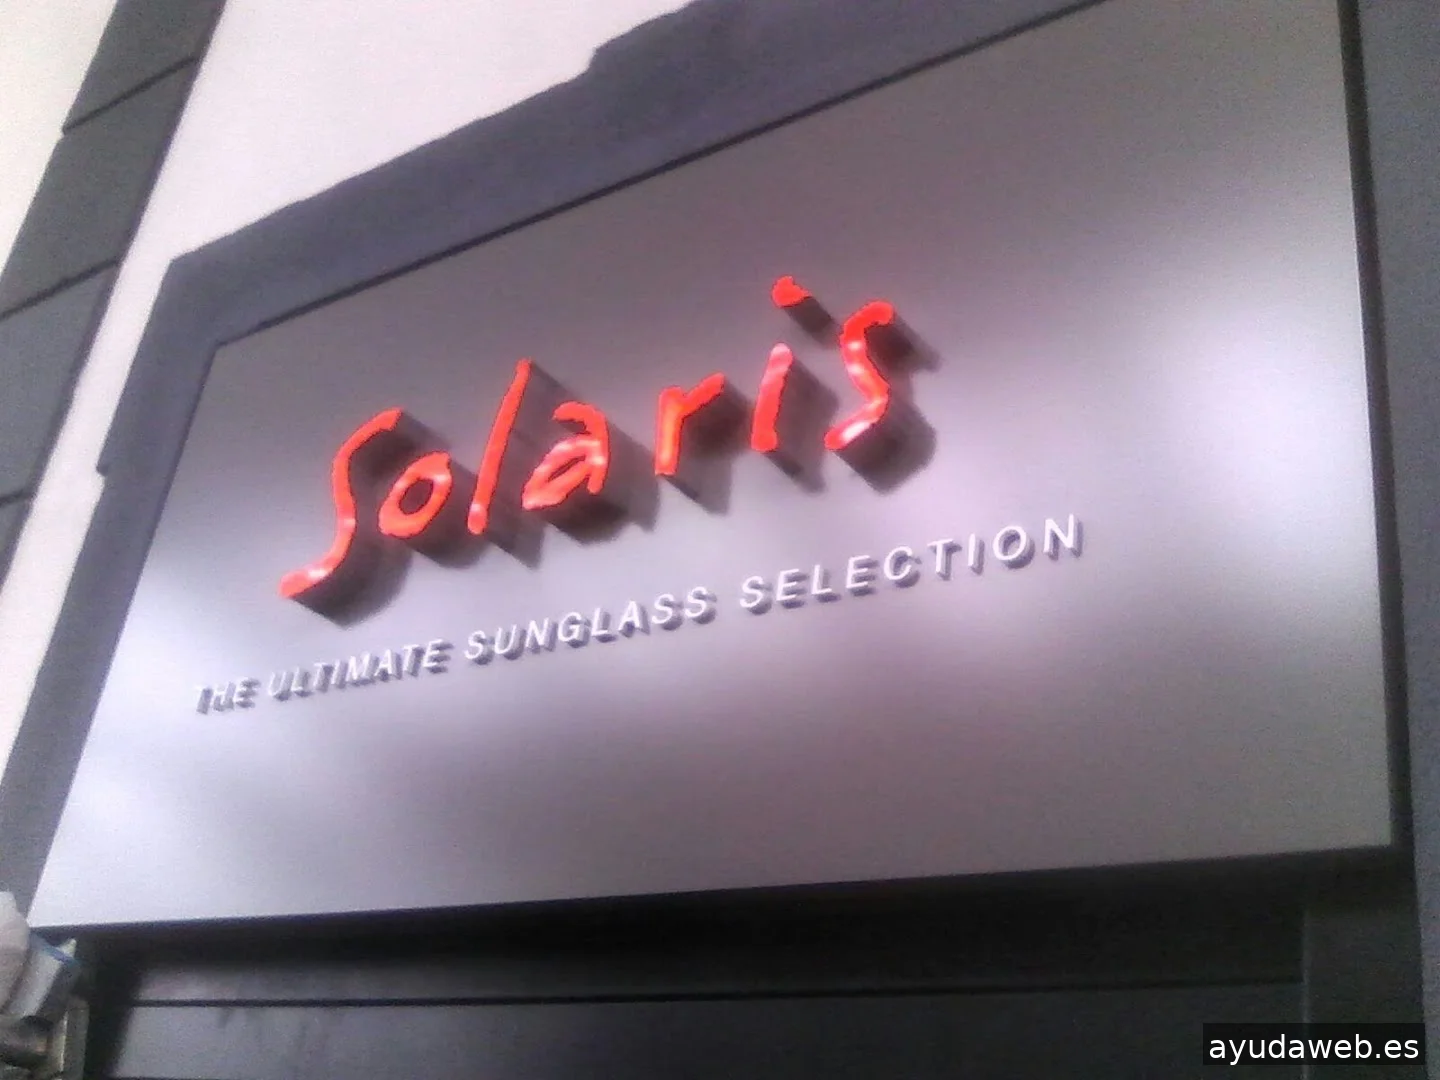 Solaris
THE ULTIMATE SUNGLASS SELECTION
ayudaweb.es